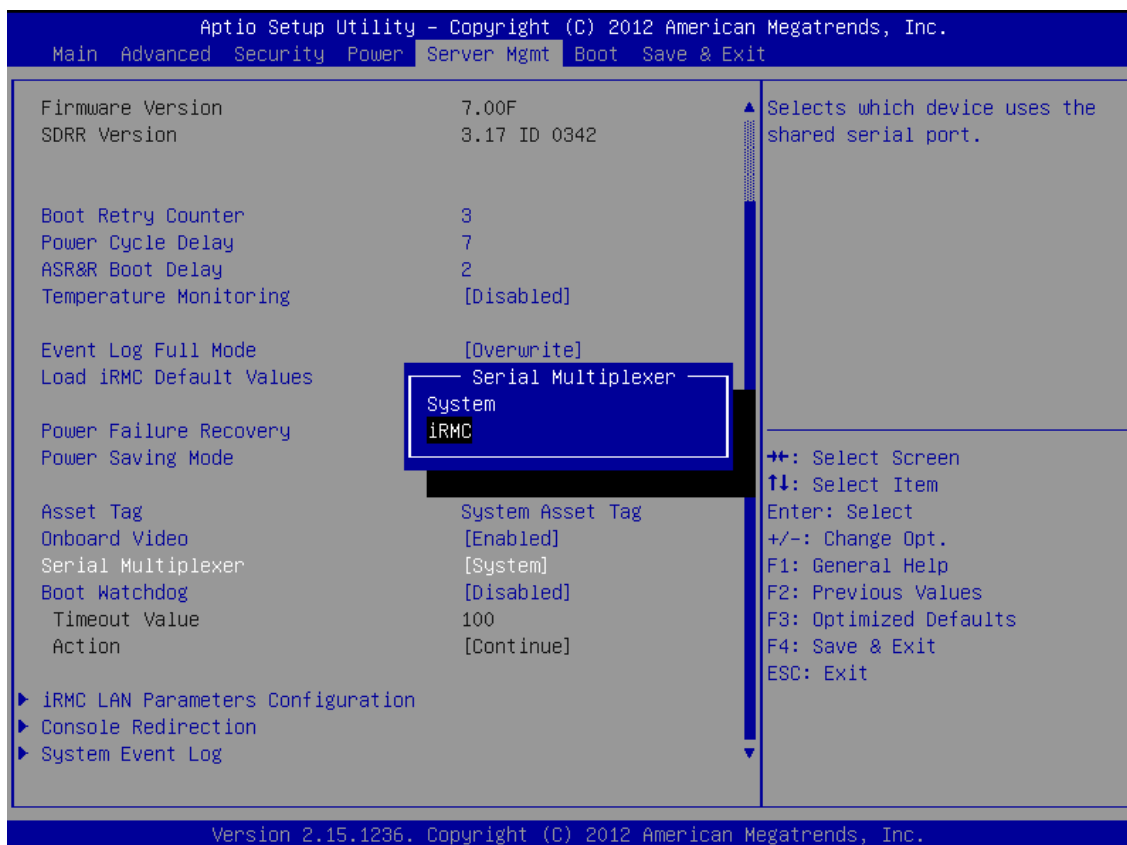 Aptio Setup Utility – Copyright (C) 2012 American Megatrends, Inc.
Main Advanced Security Power Server Mgmt Boot Save & Exit
Firmware Version 7.00F
SDRR Version 3.17 ID 0342
Boot Retry Counter 3
Power Cycle Delay 7
ASR&R Boot Delay 2
Temperature Monitoring [Disabled]
Event Log Full Mode [Overwrite]
Load iRMC Default Values
Power Failure Recovery
Power Saving Mode
Serial Multiplexer
System
iRMC
Asset Tag System Asset Tag
Onboard Video [Enabled]
Serial Multiplexer [System]
Boot Watchdog [Disabled]
Timeout Value 100
Action [Continue]
iRMC LAN Parameters Configuration
Console Redirection
System Event Log
Selects which device uses the
shared serial port.
→←: Select Screen
↑↓: Select Item
Enter: Select
+/-: Change Opt.
F1: General Help
F2: Previous Values
F3: Optimized Defaults
F4: Save & Exit
ESC: Exit
Version 2.15.1236. Copyright (C) 2012 American Megatrends, Inc.